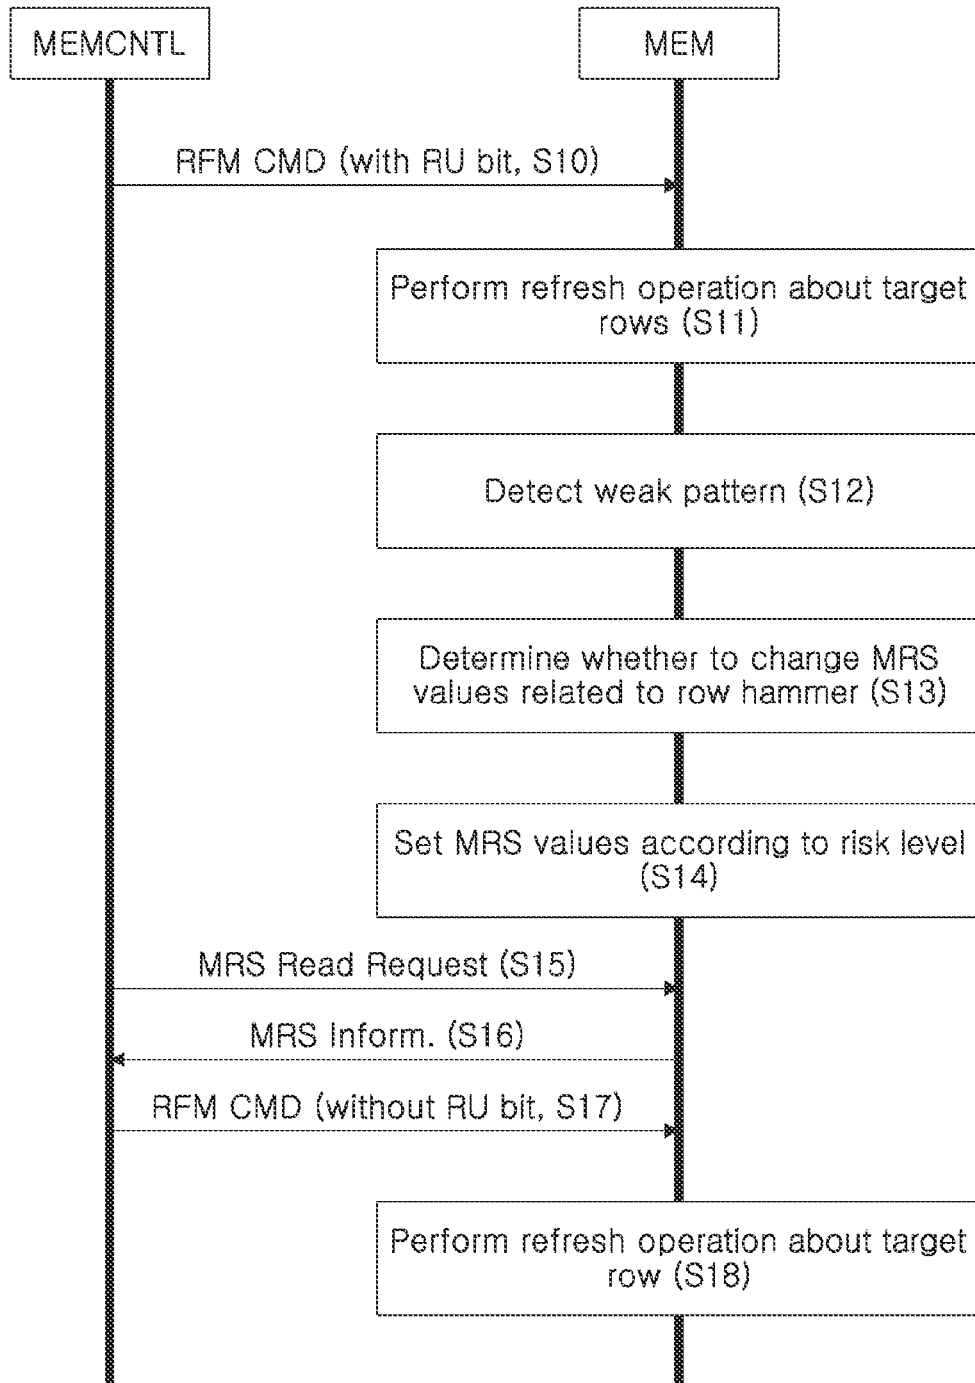 MEMCNTL
MEM
RFM CMD (with RU bit, S10)
Perform refresh operation about target
rows (S11)
Detect weak pattern (S12)
Determine whether to change MRS
values related to row hammer (S13)
Set MRS values according to risk level
(S14)
MRS Read Request (S15)
MRS Inform. (S16)
RFM CMD (without RU bit, S17)
Perform refresh operation about target
row (S18)